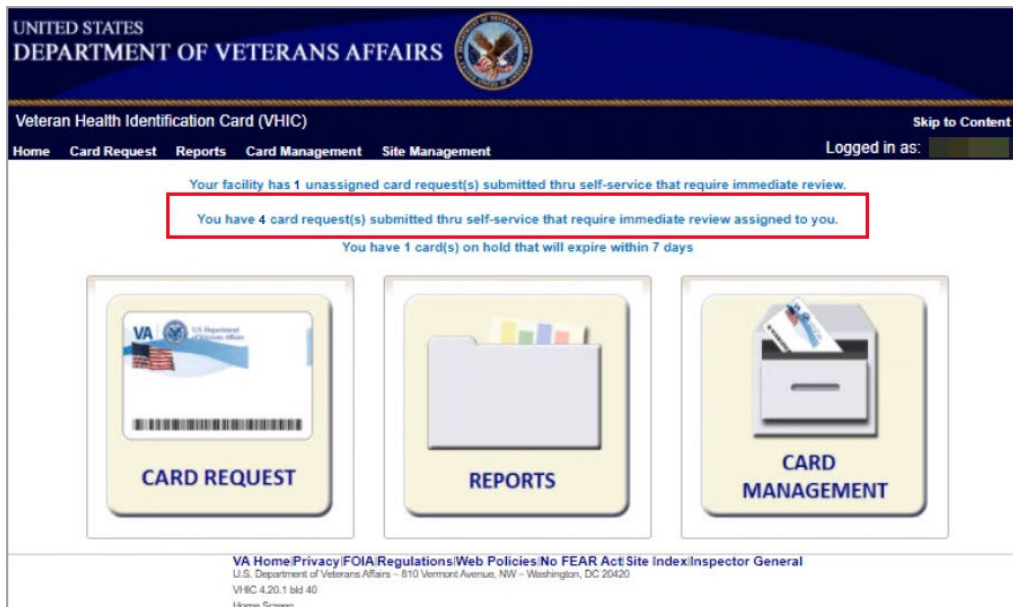 UNITED STATES
DEPARTMENT OF VETERANS AFFAIRS
Veteran Health Identification Card (VHIC)
Skip to Content
Home Card Request Reports Card Management Site Management
Logged in as:
Your facility has 1 unassigned card request(s) submitted thru self-service that require immediate review.
You have 4 card request(s) submitted thru self-service that require immediate review assigned to you.
You have 1 card(s) on hold that will expire within 7 days
VA
U.S. Department
of Veterans Affairs
CARD REQUEST
REPORTS
CARD
MANAGEMENT
VA Home|Privacy|FOIA|Regulations|Web Policies|No FEAR Act|Site Index|Inspector General
U.S. Department of Veterans Affairs – 810 Vermont Avenue, NW – Washington, DC 20420
VHIC 4.20.1 bld 40
Home Screen